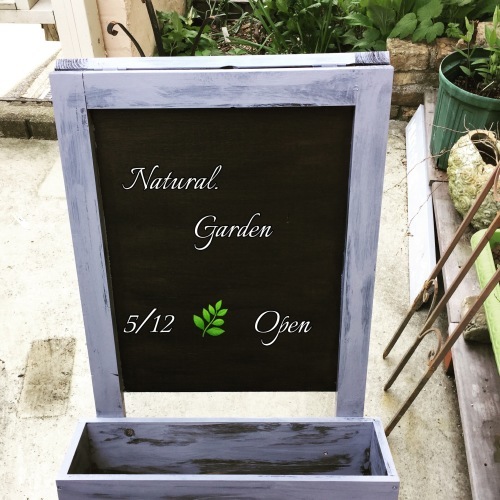 Natural.
Garden
5/12 🌿 Open